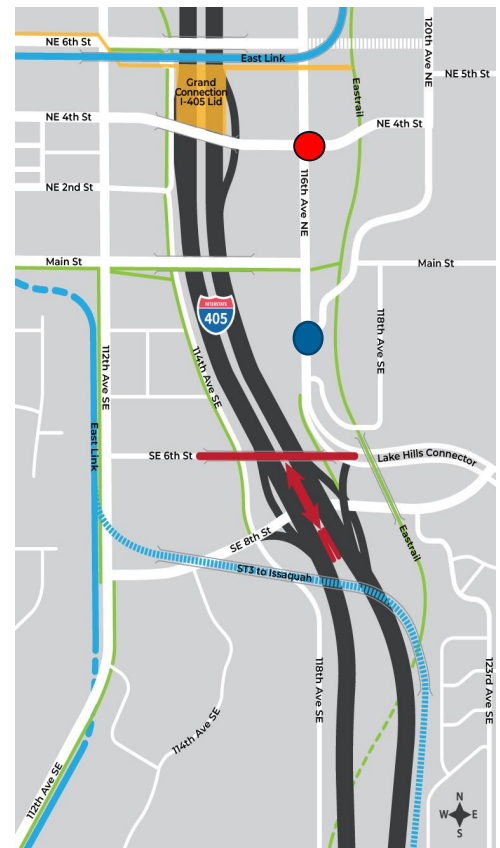 120th Ave NE
NE 6th St
East Link
NE 5th St
Grand
Connection
I-405 Lid
Eastrail
NE 4th St
NE 4th St
116th Ave NE
NE 2nd St
Main St
Main St
INTERSTATE
405
118th Ave SE
114th Ave SE
112th Ave SE
East Link
SE 6th St
Lake Hills Connector
SE 8th St
Eastrail
ST3 to Issaquah
118th Ave SE
123rd Ave SE
114th Ave SE
112th Ave SE
N
W E
S